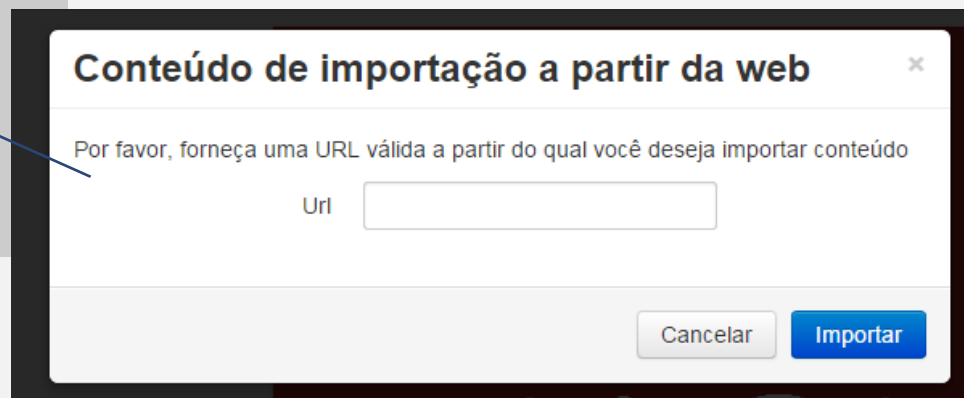 Conteúdo de importação a partir da web
×
Por favor, forneça uma URL válida a partir do qual você deseja importar conteúdo
Url
Cancelar
Importar